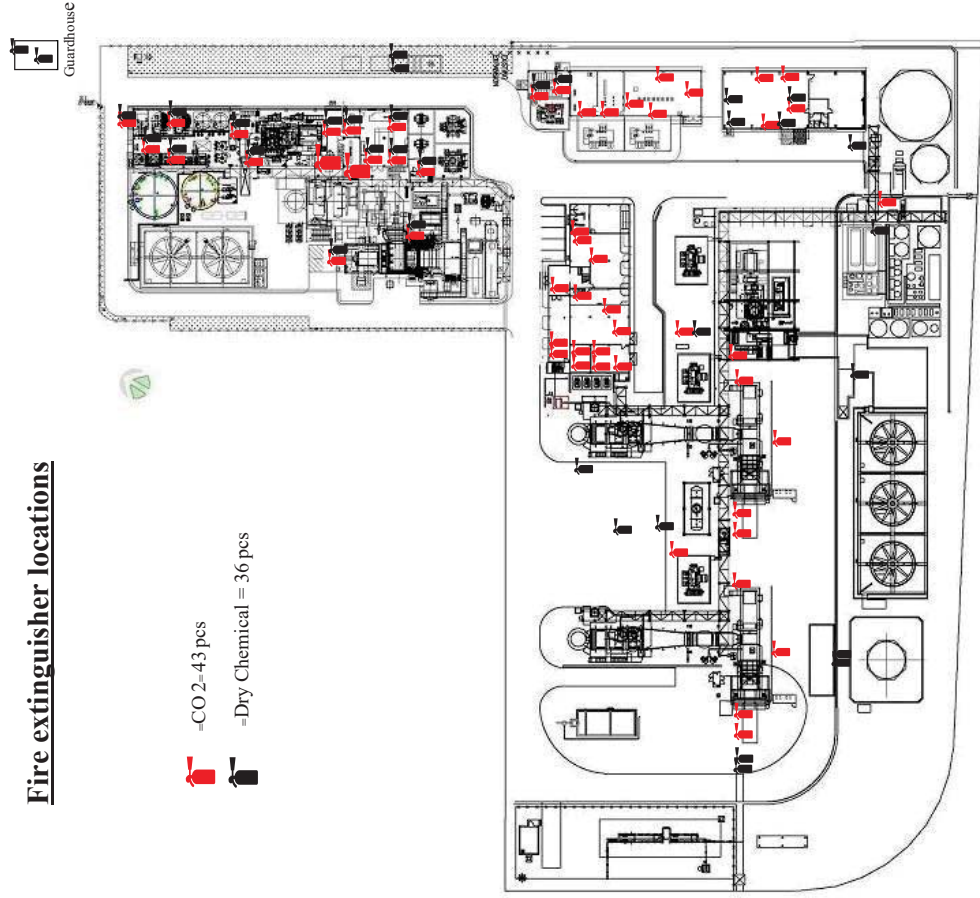 Fire extinguisher locations
=CO 2=43 pcs
=Dry Chemical = 36 pcs
Guardhouse